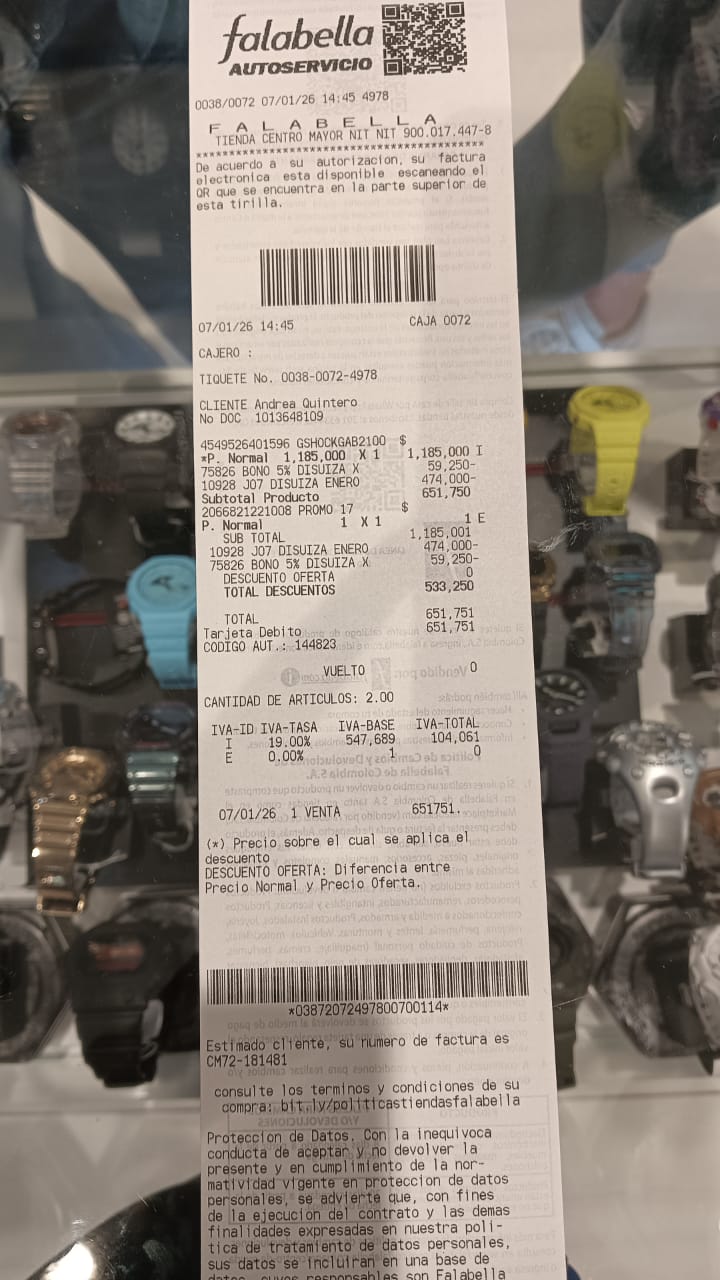 falabella
AUTOSERVICIO
0038/0072 07/01/26 14:45 4978
F A L A B E L L A
TIENDA CENTRO MAYOR NIT NIT 900.017.447-8
******************************************
De acuerdo a su autorizacion, su factura
electronica esta disponible escaneando el
QR que se encuentra en la parte superior de
esta tirilla.
07/01/26 14:45 CAJA 0072
CAJERO :
TIQUETE No. 0038-0072-4978
CLIENTE Andrea Quintero
No DOC 1013648109
4549526401596 GSHOCKGAB2100 $
*P. Normal 1,185,000 X 1 1,185,000 I
75826 BONO 5% DISUIZA X 59,250-
10928 J07 DISUIZA ENERO 474,000-
Subtotal Producto 651,750
2066821221008 PROMO 17 $
P. Normal 1 X 1 1 E
SUB TOTAL 1,185,001
10928 J07 DISUIZA ENERO 474,000-
75826 BONO 5% DISUIZA X 59,250-
DESCUENTO OFERTA 0
TOTAL DESCUENTOS 533,250
TOTAL 651,751
Tarjeta Debito 651,751
CODIGO AUT.: 144823
VUELTO 0
CANTIDAD DE ARTICULOS: 2.00
IVA-ID IVA-TASA IVA-BASE IVA-TOTAL
I 19.00% 547,689 104,061
E 0.00% 1 0
07/01/26 1 VENTA 651751.
(*) Precio sobre el cual se aplica el
descuento
DESCUENTO OFERTA: Diferencia entre
Precio Normal y Precio Oferta.
*03872072497800700114*
Estimado cliente, su numero de factura es
CM72-181481
consulte los terminos y condiciones de su
compra: bit.ly/politicastiendasfalabella
Proteccion de Datos. Con la inequivoca
conducta de aceptar y no devolver la
presente y en cumplimiento de la nor-
matividad vigente en proteccion de datos
personales, se advierte que, con fines
de la ejecucion del contrato y las demas
finalidades expresadas en nuestra poli-
tica de tratamiento de datos personales,
sus datos se incluiran en una base de
datos, cuyos responsables son Falabella